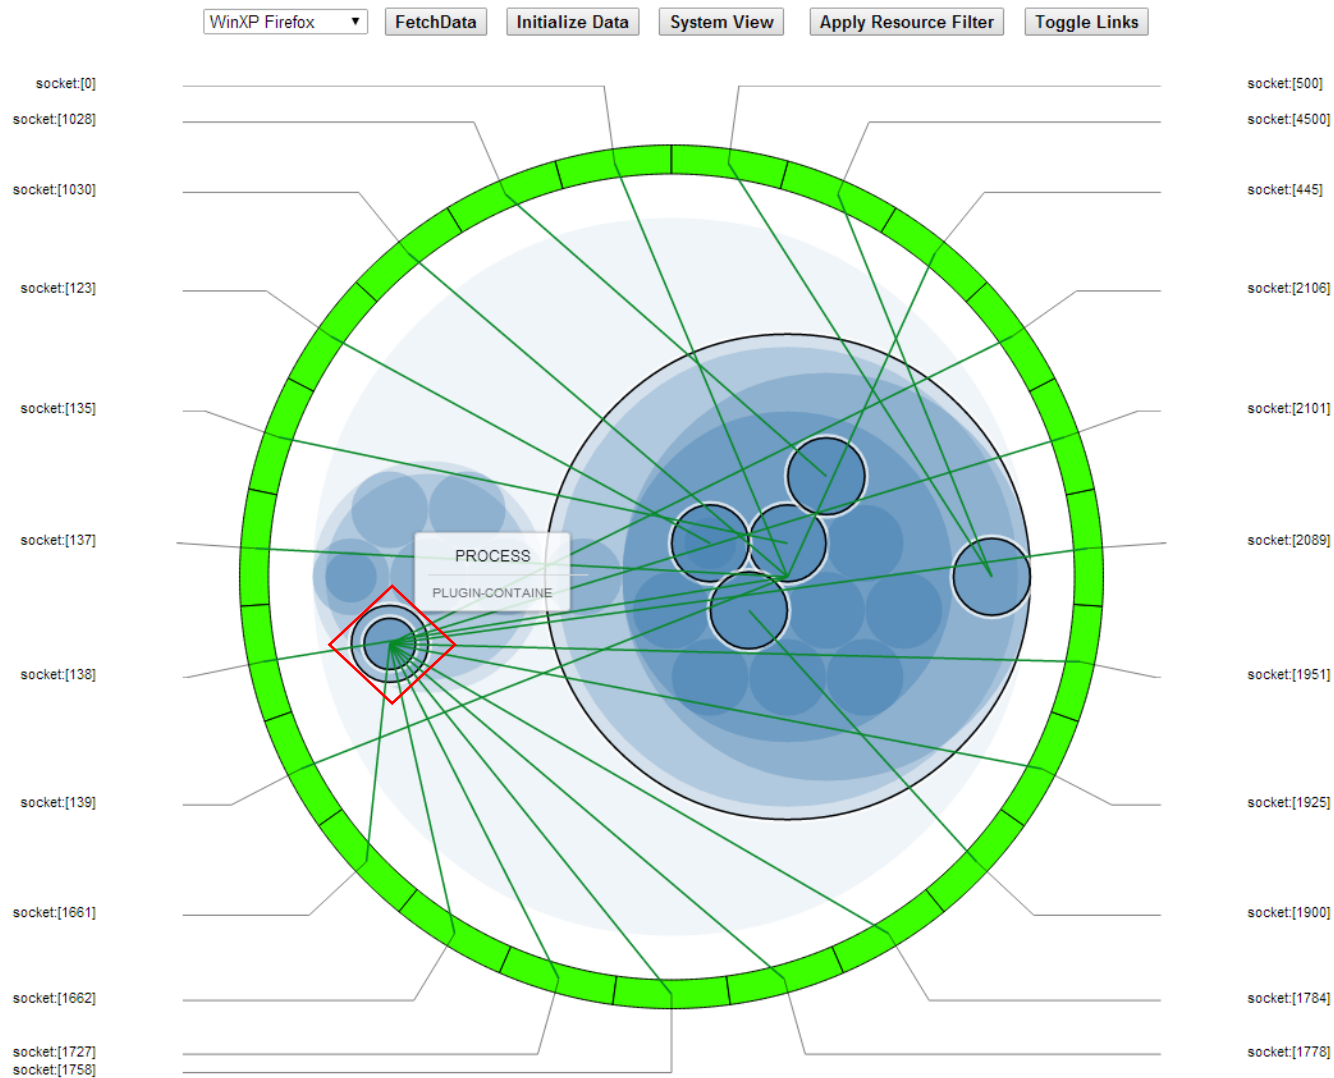 WinXP Firefox
FetchData
Initialize Data
System View
Apply Resource Filter
Toggle Links
socket:[0]
socket:[500]
socket:[1028]
socket:[4500]
socket:[1030]
socket:[445]
socket:[123]
socket:[2106]
socket:[135]
socket:[2101]
socket:[137]
socket:[2089]
PROCESS
PLUGIN-CONTAINE
socket:[138]
socket:[1951]
socket:[139]
socket:[1925]
socket:[1661]
socket:[1900]
socket:[1662]
socket:[1784]
socket:[1727]
socket:[1778]
socket:[1758]